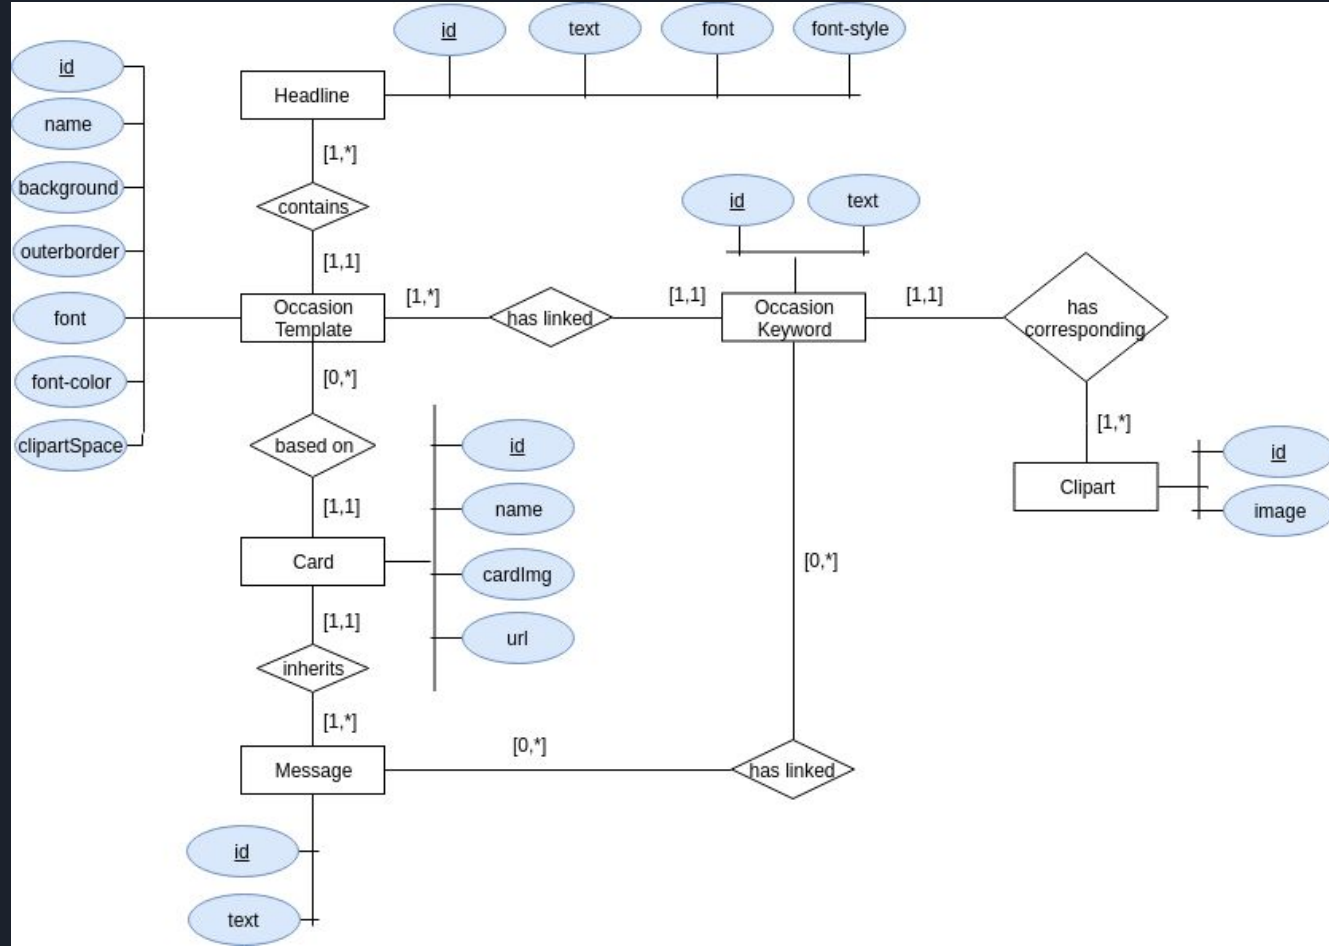 id
text
font
font-style
id
Headline
name
[1,*]
background
id
text
contains
outerborder
[1,1]
Occasion
Template
[1,*]
has linked
[1,1]
Occasion
Keyword
[1,1]
has
corresponding
font
font-color
[0,*]
clipartSpace
based on
id
[1,*]
id
Clipart
image
[1,1]
name
Card
cardImg
[0,*]
[1,1]
url
inherits
[1,*]
[0,*]
Message
has linked
id
text